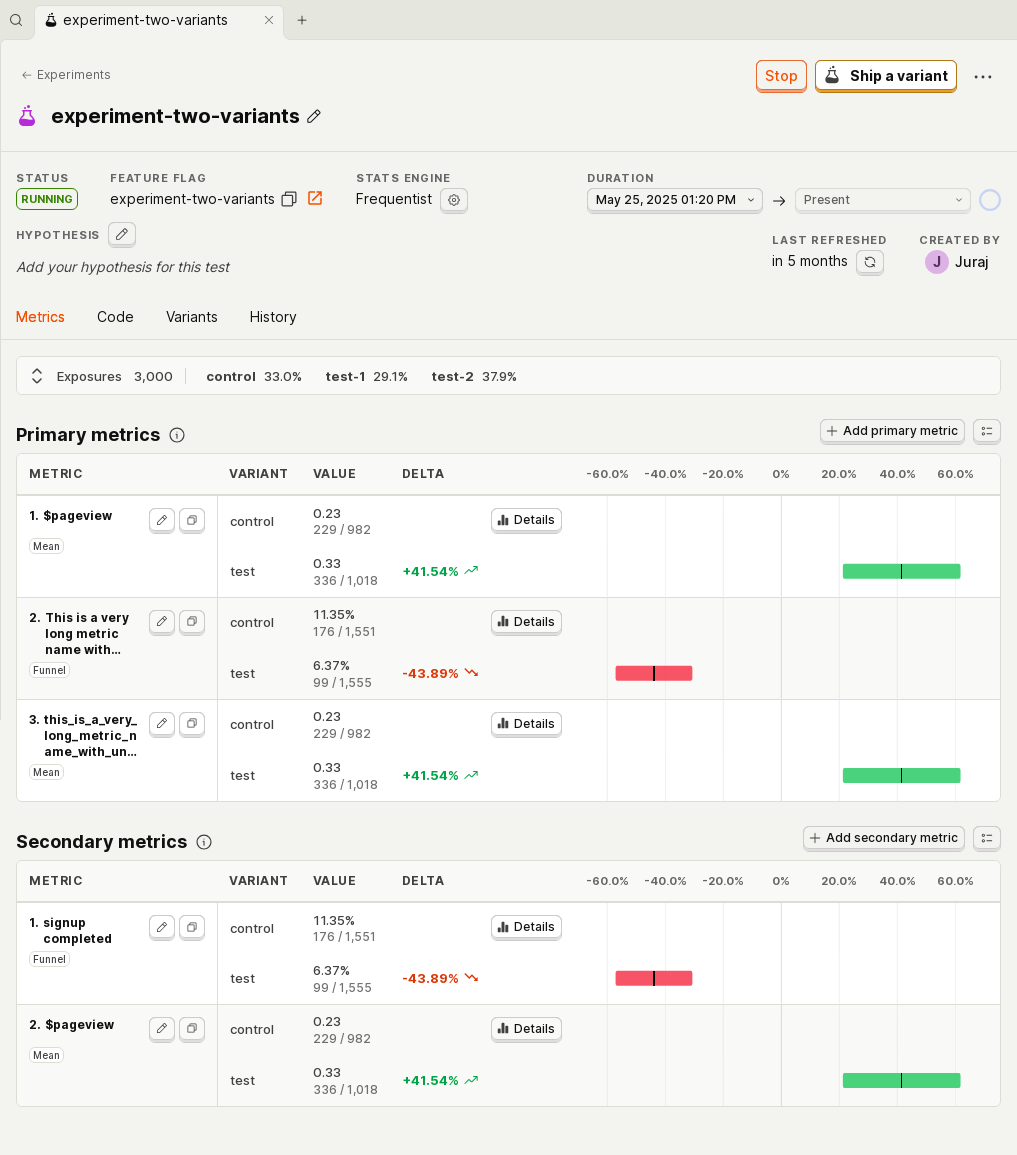 experiment-two-variants
Experiments
Stop
Ship a variant
experiment-two-variants
STATUS
RUNNING
FEATURE FLAG
experiment-two-variants
STATS ENGINE
Frequentist
DURATION
May 25, 2025 01:20 PM
Present
HYPOTHESIS
Add your hypothesis for this test
LAST REFRESHED
in 5 months
CREATED BY
J Juraj
Metrics Code Variants History
Exposures 3,000 control 33.0% test-1 29.1% test-2 37.9%
Primary metrics
Add primary metric
METRIC VARIANT VALUE DELTA -60.0% -40.0% -20.0% 0% 20.0% 40.0% 60.0%
1. $pageview
Mean
control
0.23
229 / 982
Details
test
0.33
336 / 1,018
+41.54%
2. This is a very
long metric
name with...
Funnel
control
11.35%
176 / 1,551
Details
test
6.37%
99 / 1,555
-43.89%
3. this_is_a_very_
long_metric_n
ame_with_un...
Mean
control
0.23
229 / 982
Details
test
0.33
336 / 1,018
+41.54%
Secondary metrics
Add secondary metric
METRIC VARIANT VALUE DELTA -60.0% -40.0% -20.0% 0% 20.0% 40.0% 60.0%
1. signup
completed
Funnel
control
11.35%
176 / 1,551
Details
test
6.37%
99 / 1,555
-43.89%
2. $pageview
Mean
control
0.23
229 / 982
Details
test
0.33
336 / 1,018
+41.54%